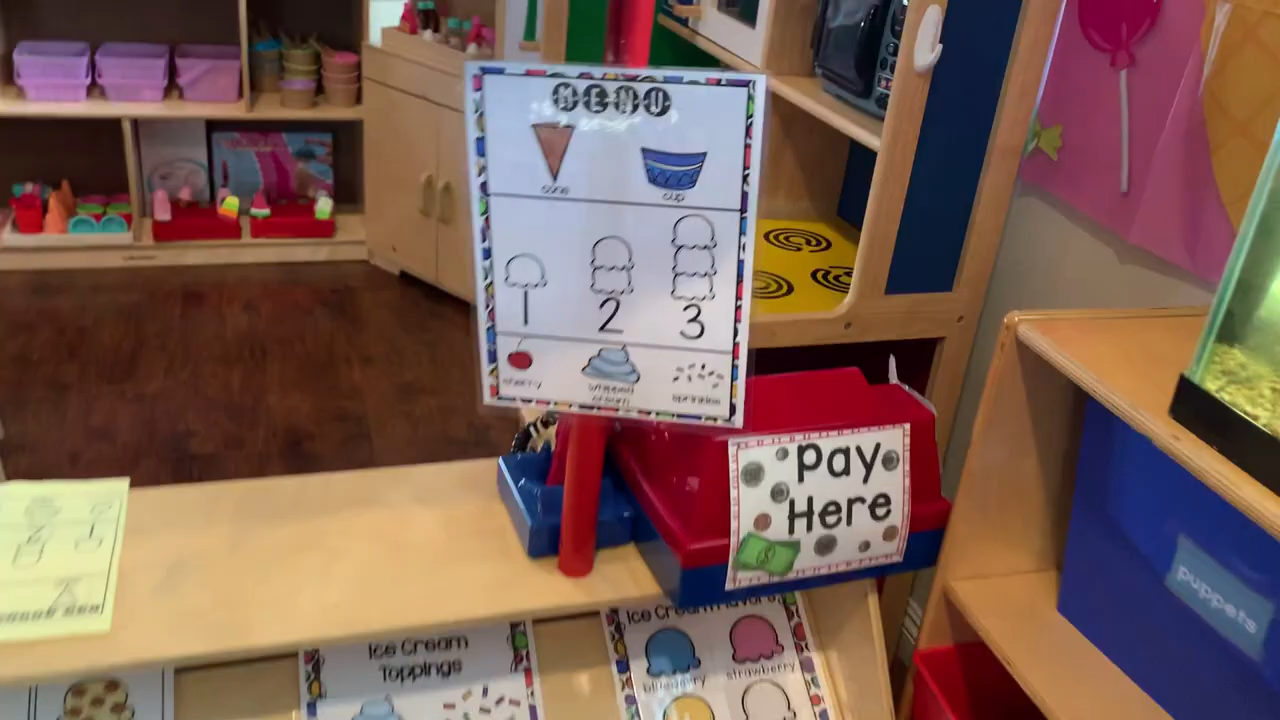 MENU
cone
cup
1
2
3
cherry
whipped
cream
sprinkles
Pay
Here
Ice Cream
Toppings
Ice Cream Flavors
blueberry
strawberry
puppets